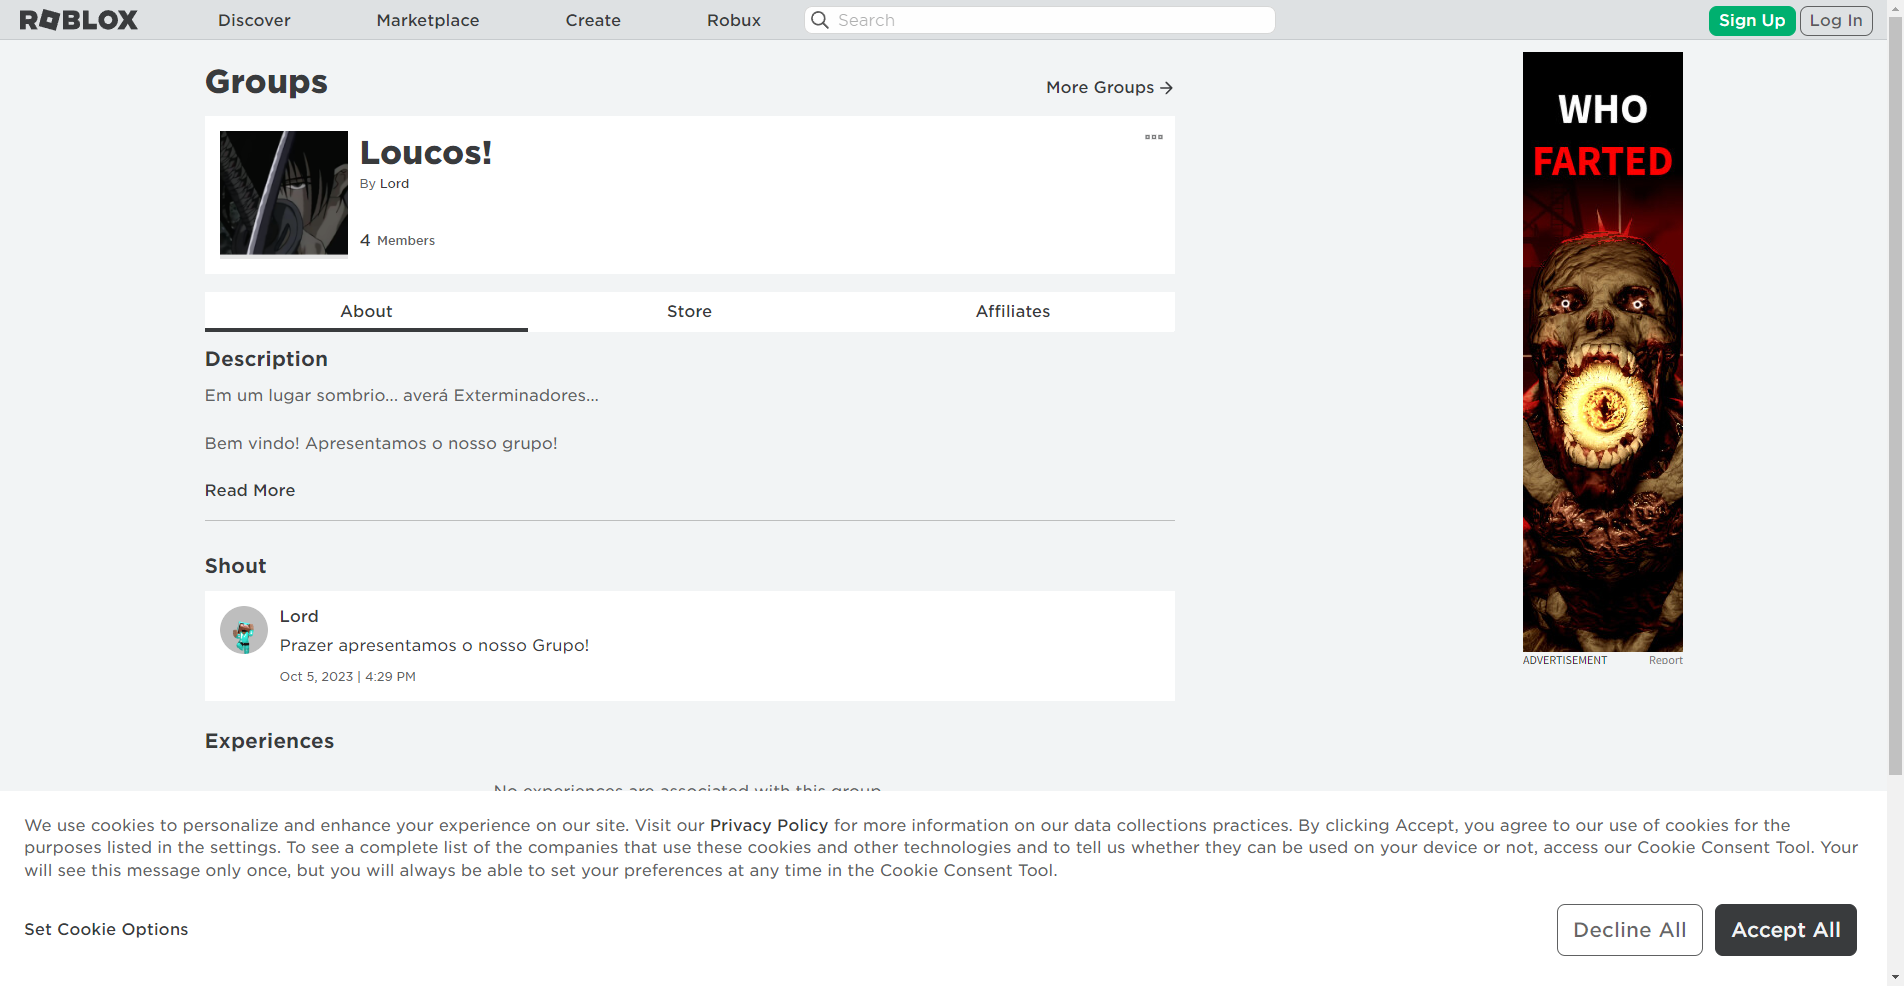 ROBLOX
Discover
Marketplace
Create
Robux
Search
Sign Up
Log In
Groups
More Groups
Loucos!
By Lord
4 Members
About
Store
Affiliates
Description
Em um lugar sombrio... averá Exterminadores...
Bem vindo! Apresentamos o nosso grupo!
Read More
Shout
Lord
Prazer apresentamos o nosso Grupo!
Oct 5, 2023 | 4:29 PM
Experiences
No experiences are associated with this group
WHO
FARTED
ADVERTISEMENT
Report
We use cookies to personalize and enhance your experience on our site. Visit our Privacy Policy for more information on our data collections practices. By clicking Accept, you agree to our use of cookies for the
purposes listed in the settings. To see a complete list of the companies that use these cookies and other technologies and to tell us whether they can be used on your device or not, access our Cookie Consent Tool. Your
will see this message only once, but you will always be able to set your preferences at any time in the Cookie Consent Tool.
Set Cookie Options
Decline All
Accept All